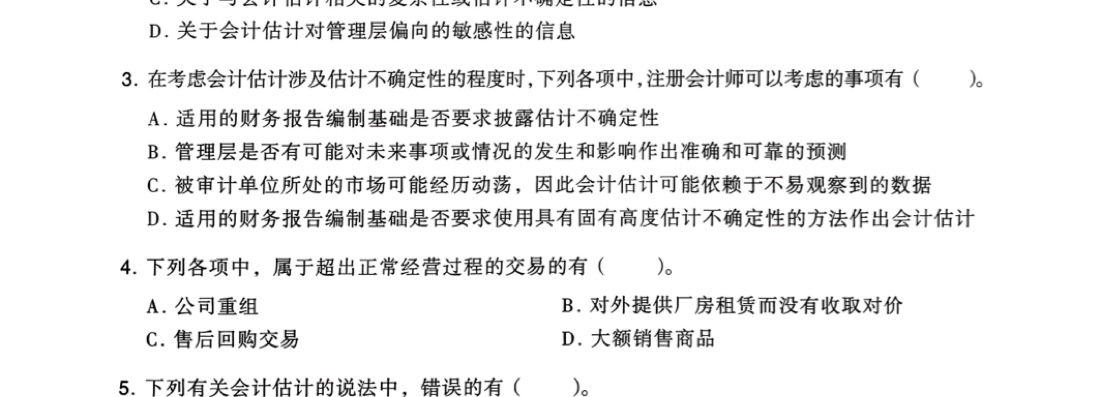 D. 关于会计估计对管理层偏向的敏感性的信息
3. 在考虑会计估计涉及估计不确定性的程度时,下列各项中,注册会计师可以考虑的事项有(  )。
A. 适用的财务报告编制基础是否要求披露估计不确定性
B. 管理层是否有可能对未来事项或情况的发生和影响作出准确和可靠的预测
C. 被审计单位所处的市场可能经历动荡，因此会计估计可能依赖于不易观察到的数据
D. 适用的财务报告编制基础是否要求使用具有固有高度估计不确定性的方法作出会计估计
4. 下列各项中，属于超出正常经营过程的交易的有(  )。
A. 公司重组 B. 对外提供厂房租赁而没有收取对价
C. 售后回购交易 D. 大额销售商品
5. 下列有关会计估计的说法中，错误的有(  )。